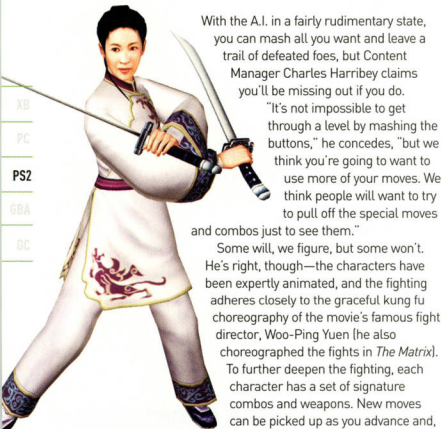 With the A.I. in a fairly rudimentary state,
you can mash all you want and leave a
trail of defeated foes, but Content
Manager Charles Harribey claims
you'll be missing out if you do.
"It's not impossible to get
through a level by mashing the
buttons," he concedes, "but we
think you're going to want to
use more of your moves. We
think people will want to try
to pull off the special moves
and combos just to see them."
Some will, we figure, but some won't.
He's right, though—the characters have
been expertly animated, and the fighting
adheres closely to the graceful kung fu
choreography of the movie's famous fight
director, Woo-Ping Yuen (he also
choreographed the fights in The Matrix).
To further deepen the fighting, each
character has a set of signature
combos and weapons. New moves
can be picked up as you advance and,
XB
PC
PS2
GBA
GC